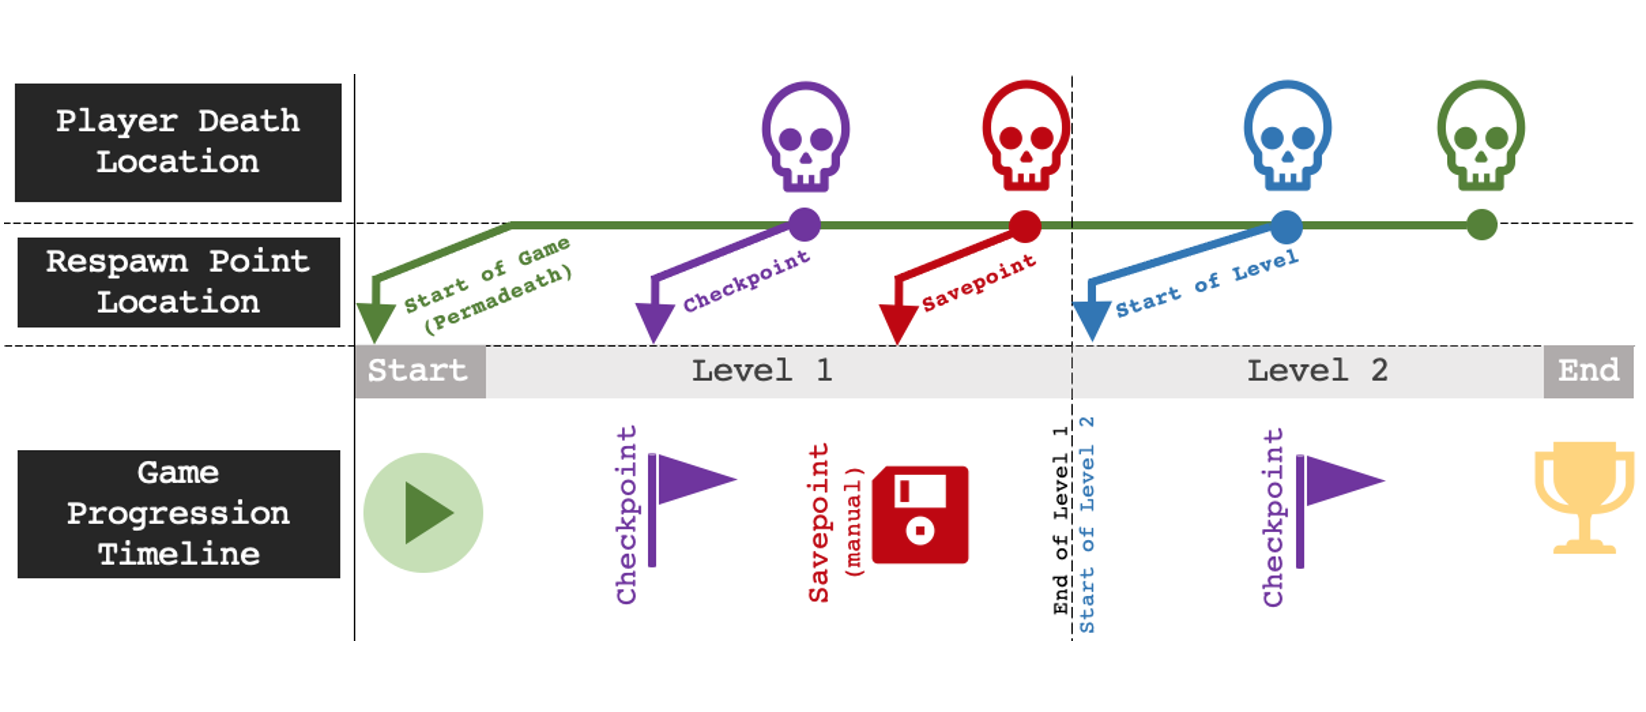 Player Death
Location
Respawn Point
Location
Start of Game
(Permadeath)
Checkpoint
Savepoint
Start of Level
Start
Level 1
Level 2
End
Game
Progression
Timeline
Checkpoint
Savepoint
(manual)
End of Level 1
Start of Level 2
Checkpoint